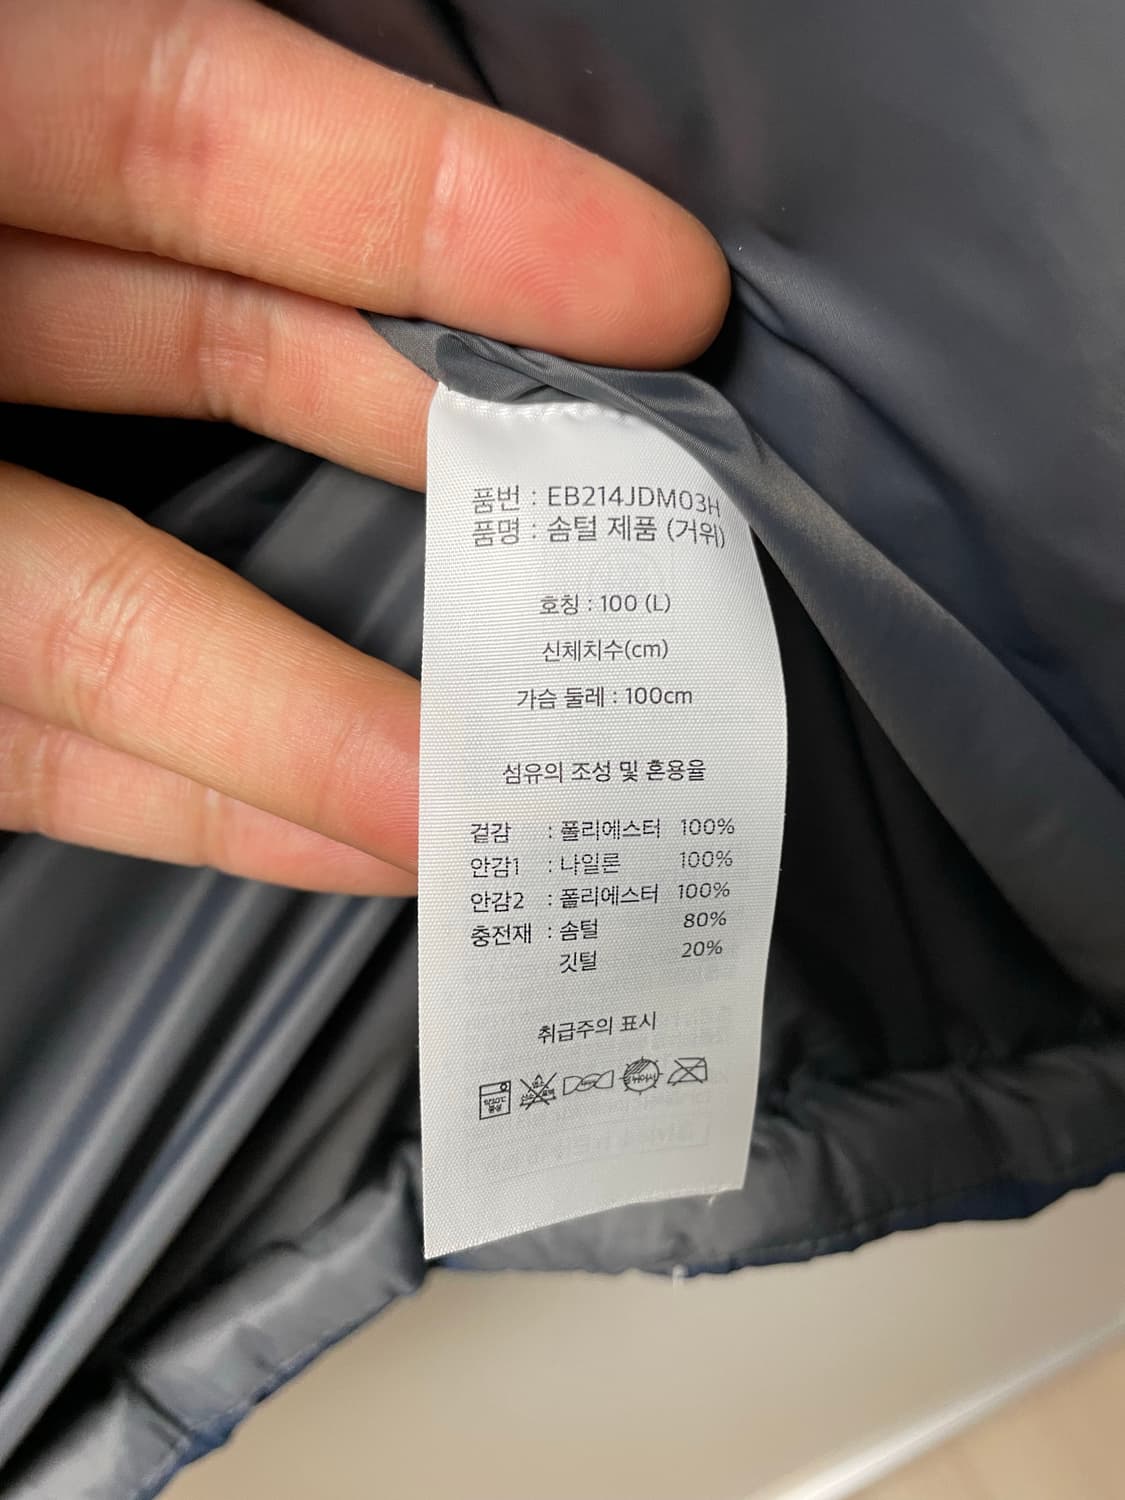 품번 : EB214JDM03H
품명 : 솜털 제품 (거위)
호칭 : 100 (L)
신체치수(cm)
가슴 둘레 : 100cm
섬유의 조성 및 혼용율
겉감 : 폴리에스터 100%
안감1 : 나일론 100%
안감2 : 폴리에스터 100%
충전재 : 솜털 80%
깃털 20%
취급주의 표시